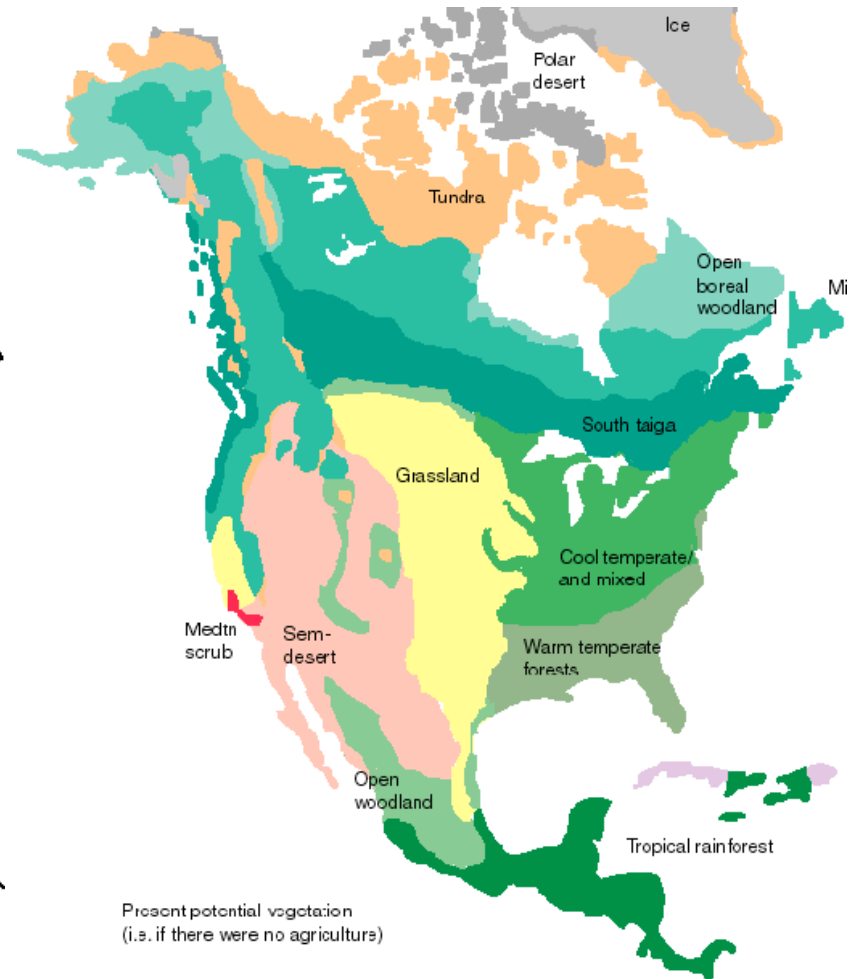 Ice
Polar
desert
Tundra
Open
boreal
woodland
Mi
South taiga
Grassland
Cool temperate/
and mixed
Medtn
scrub
Sem-
desert
Warm temperate
forests
Open
woodland
Tropical rainforest
Present potential vegetation
(i.e. if there were no agriculture)